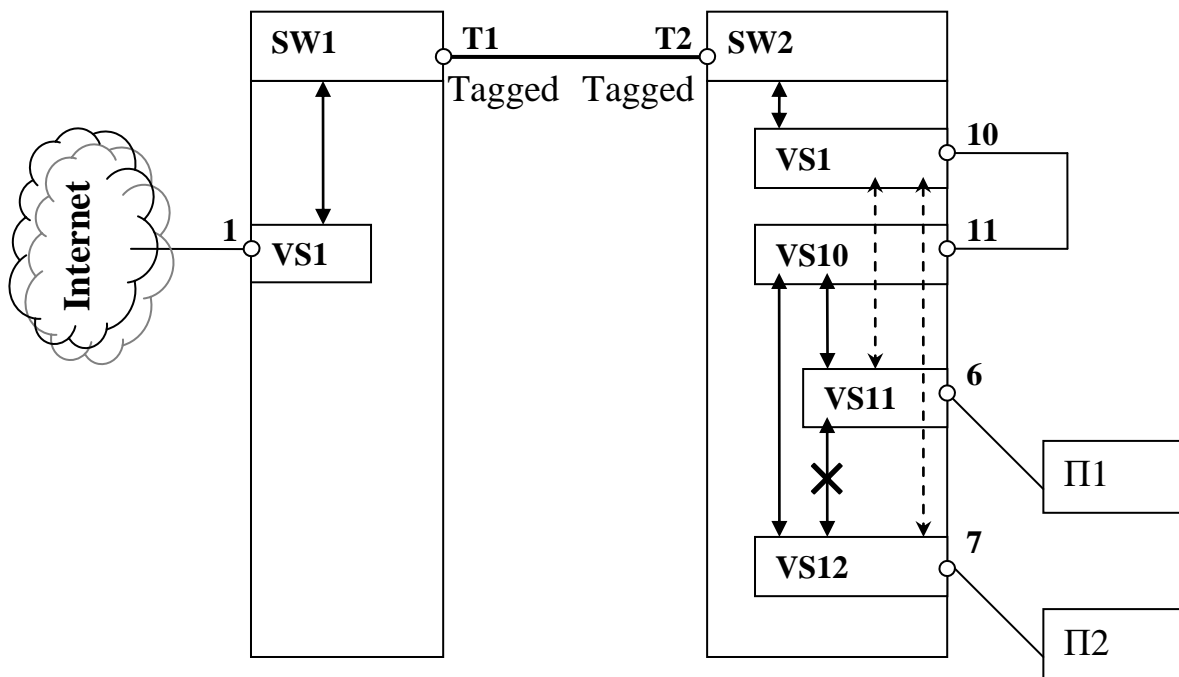 SW1
T1
T2
SW2
Tagged
Tagged
VS1
10
Internet
1
VS1
VS10
11
VS11
6
П1
VS12
7
П2